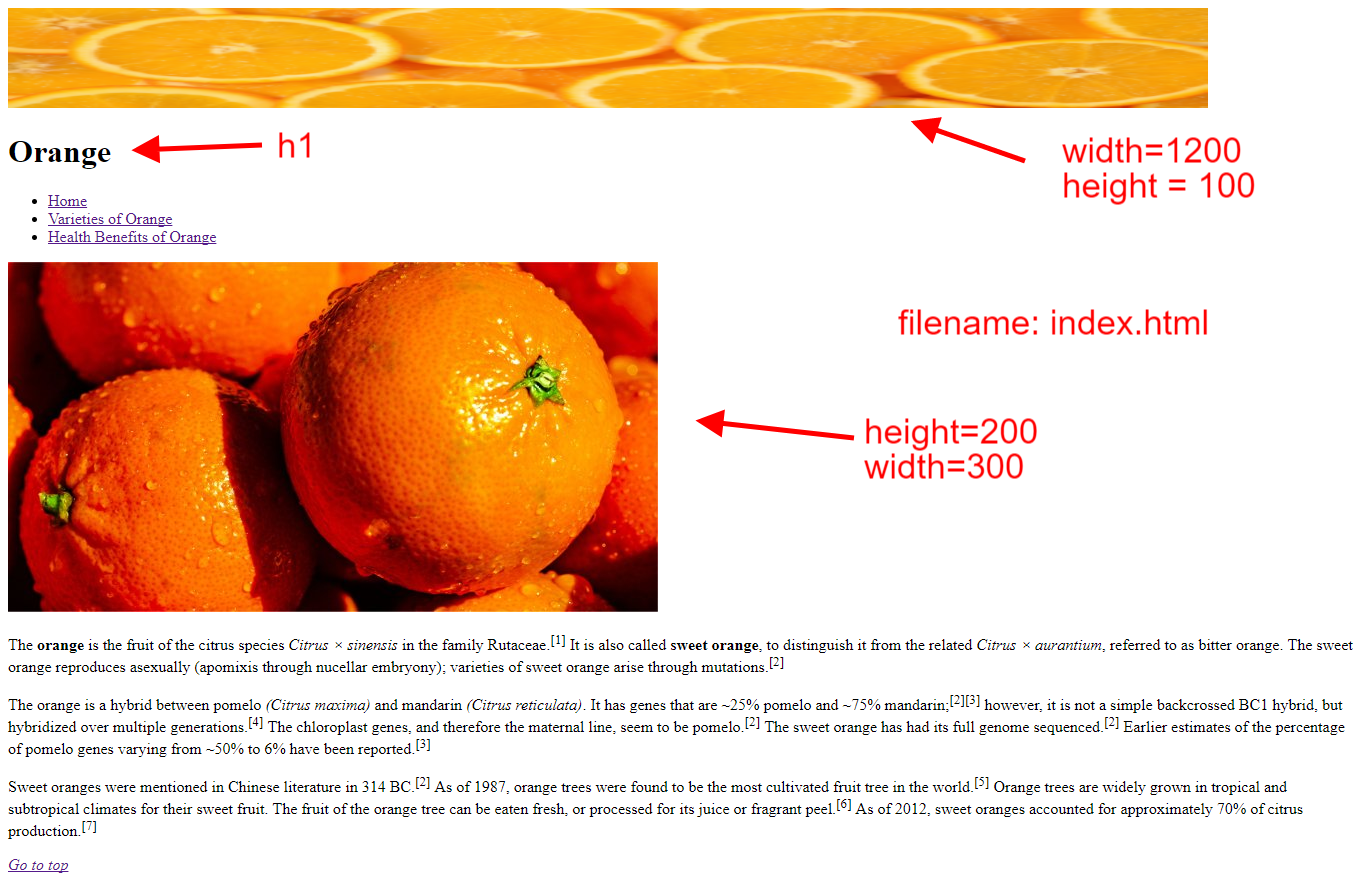 Orange
h1
width=1200
height = 100
Home
Varieties of Orange
Health Benefits of Orange
filename: index.html
height=200
width=300
The orange is the fruit of the citrus species Citrus × sinensis in the family Rutaceae.[1] It is also called sweet orange, to distinguish it from the related Citrus × aurantium, referred to as bitter orange. The sweet
orange reproduces asexually (apomixis through nucellar embryony); varieties of sweet orange arise through mutations.[2]
The orange is a hybrid between pomelo (Citrus maxima) and mandarin (Citrus reticulata). It has genes that are ~25% pomelo and ~75% mandarin;[2][3] however, it is not a simple backcrossed BC1 hybrid, but
hybridized over multiple generations.[4] The chloroplast genes, and therefore the maternal line, seem to be pomelo.[2] The sweet orange has had its full genome sequenced.[2] Earlier estimates of the percentage
of pomelo genes varying from ~50% to 6% have been reported.[3]
Sweet oranges were mentioned in Chinese literature in 314 BC.[2] As of 1987, orange trees were found to be the most cultivated fruit tree in the world.[5] Orange trees are widely grown in tropical and
subtropical climates for their sweet fruit. The fruit of the orange tree can be eaten fresh, or processed for its juice or fragrant peel.[6] As of 2012, sweet oranges accounted for approximately 70% of citrus
production.[7]
Go to top